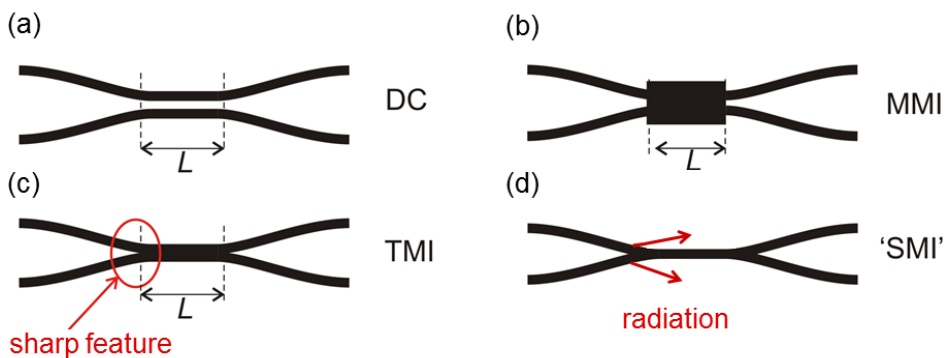 (a)
DC
L
(b)
MMI
L
(c)
TMI
L
sharp feature
(d)
‘SMI’
radiation